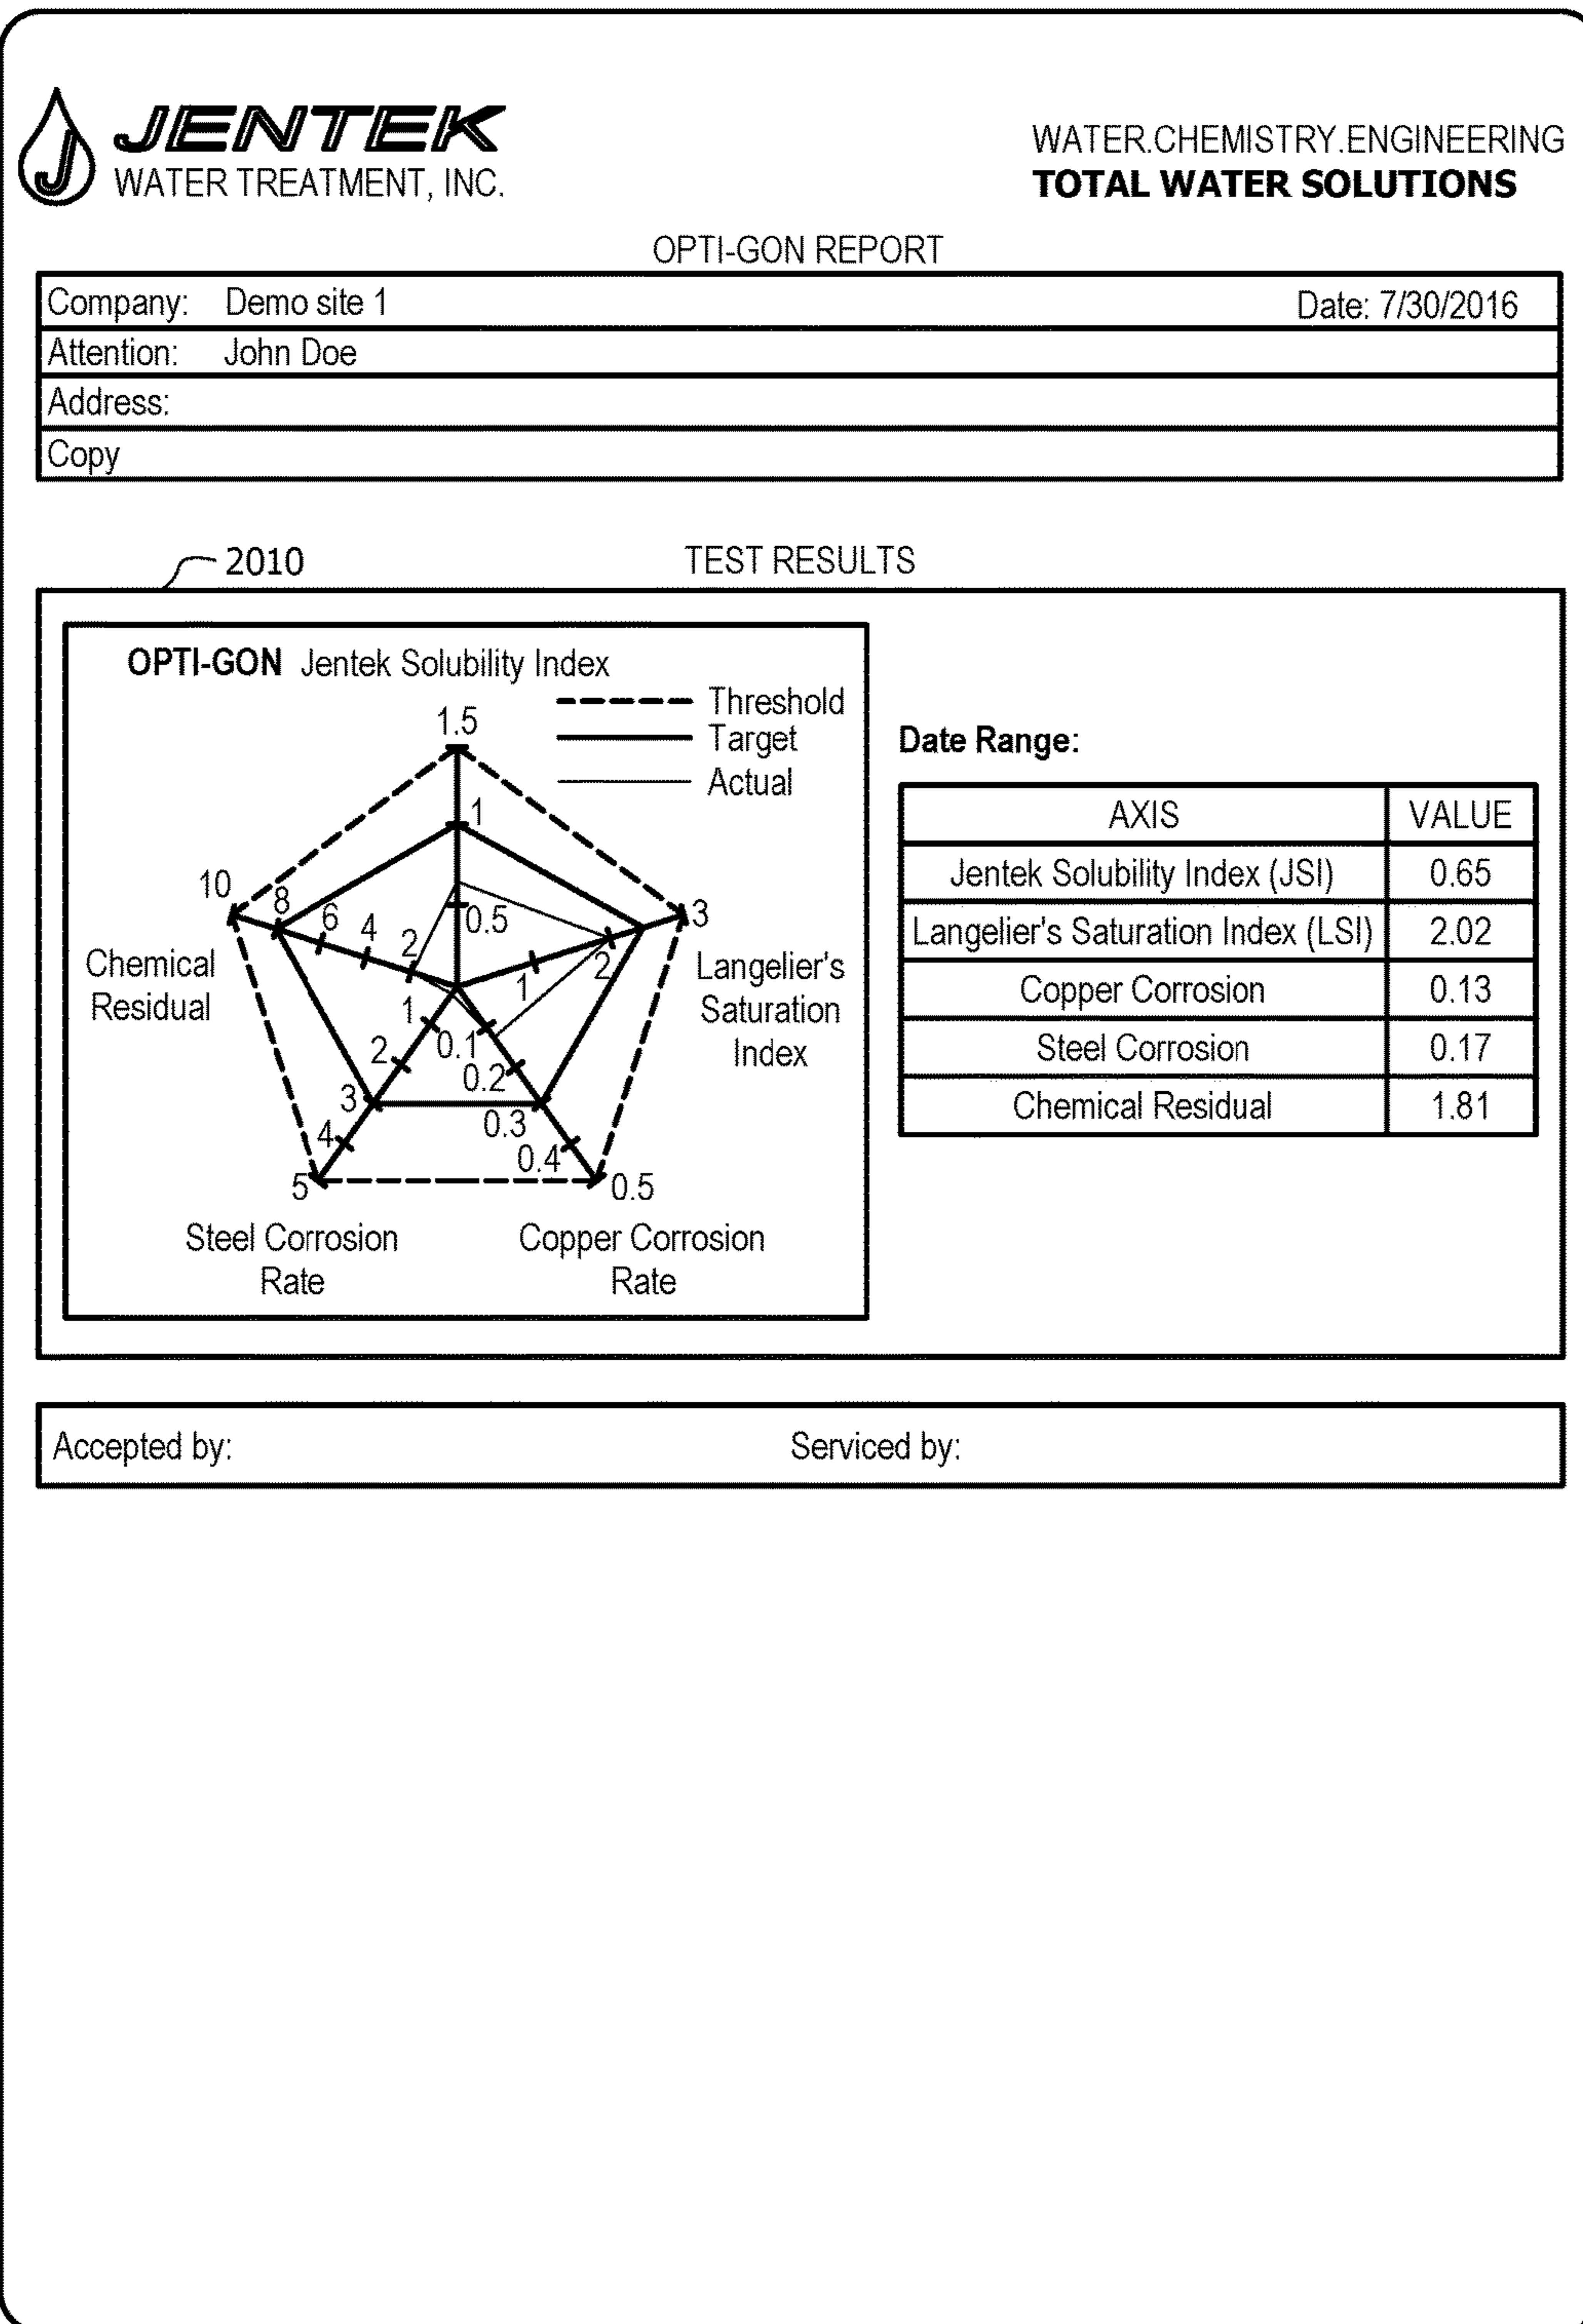 J JENTEK
WATER TREATMENT, INC.
WATER.CHEMISTRY.ENGINEERING
TOTAL WATER SOLUTIONS
OPTI-GON REPORT
Company: Demo site 1 Date: 7/30/2016
Attention: John Doe
Address:
Copy
2010
TEST RESULTS
OPTI-GON Jentek Solubility Index
Threshold
Target
Actual
1.5
1
0.5
3
2
1
Langelier's
Saturation
Index
0.1
0.2
0.3
0.4
0.5
Copper Corrosion
Rate
1
2
3
4
5
Steel Corrosion
Rate
10
8
6
4
2
Chemical
Residual
Date Range:
AXIS VALUE
Jentek Solubility Index (JSI) 0.65
Langelier's Saturation Index (LSI) 2.02
Copper Corrosion 0.13
Steel Corrosion 0.17
Chemical Residual 1.81
Accepted by: Serviced by: